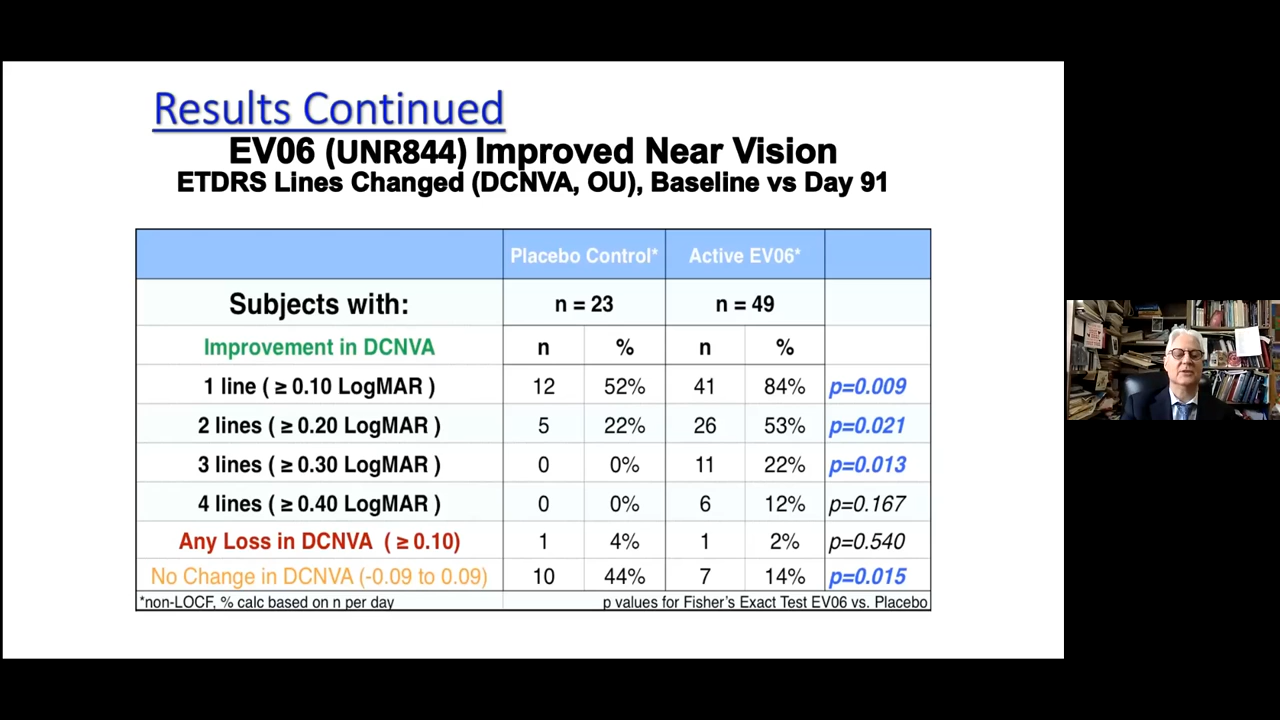 Results Continued
EV06 (UNR844) Improved Near Vision
ETDRS Lines Changed (DCNVA, OU), Baseline vs Day 91
Placebo Control* Active EV06*
Subjects with: n = 23 n = 49
Improvement in DCNVA n % n %
1 line ( ≥ 0.10 LogMAR ) 12 52% 41 84% p=0.009
2 lines ( ≥ 0.20 LogMAR ) 5 22% 26 53% p=0.021
3 lines ( ≥ 0.30 LogMAR ) 0 0% 11 22% p=0.013
4 lines ( ≥ 0.40 LogMAR ) 0 0% 6 12% p=0.167
Any Loss in DCNVA ( ≥ 0.10) 1 4% 1 2% p=0.540
No Change in DCNVA (-0.09 to 0.09) 10 44% 7 14% p=0.015
*non-LOCF, % calc based on n per day p values for Fisher's Exact Test EV06 vs. Placebo